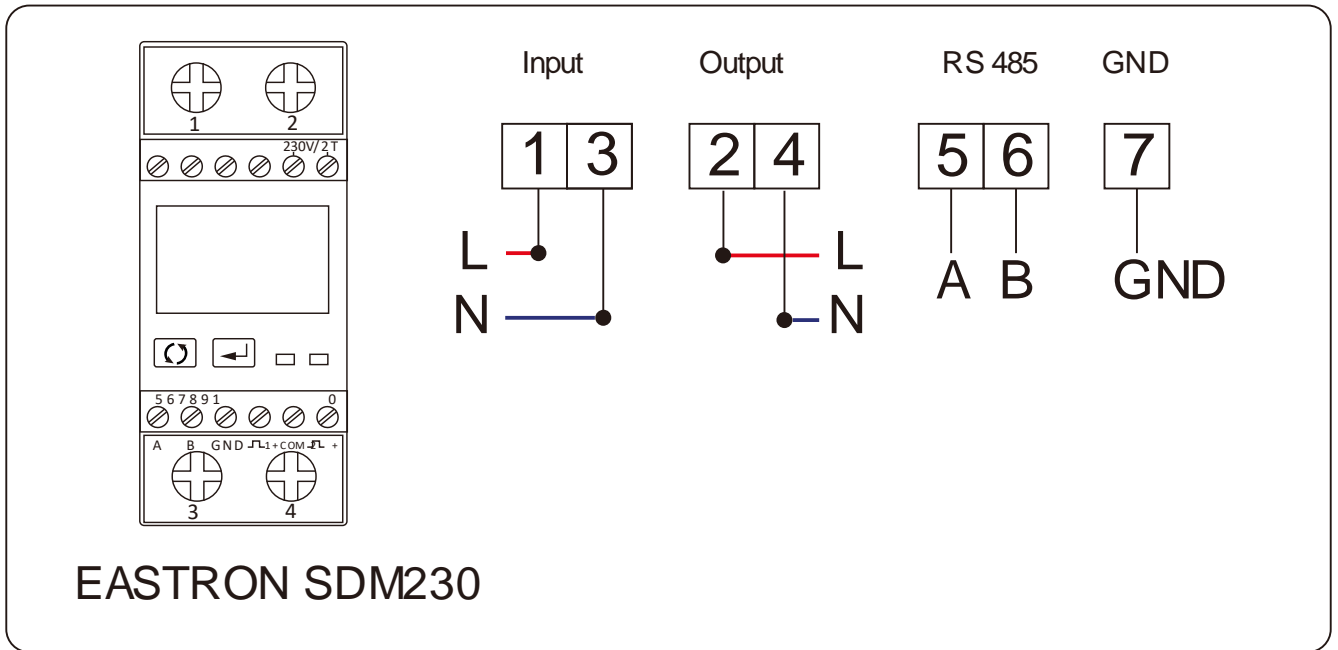 Input Output RS 485 GND
1 2
230V/2T
1 3 2 4 5 6 7
L L
N N
A B GND
5 6 7 8 9 1 0
A B GND 1+COM 2 +
3 4
EASTRON SDM230